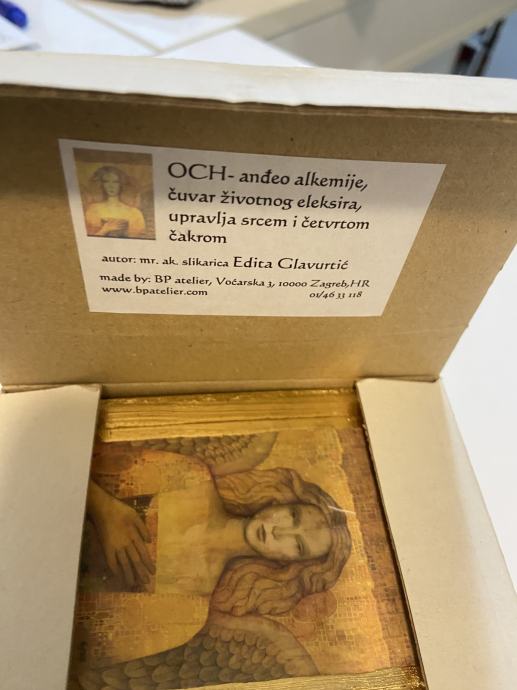 OCH- anđeo alkemije,
čuvar životnog eleksira,
upravlja srcem i četvrtom
čakrom
autor: mr. ak. slikarica Edita Glavurtić
made by: BP atelier, Voćarska 3, 10000 Zagreb,HR
www.bpatelier.com 01/46 33 118